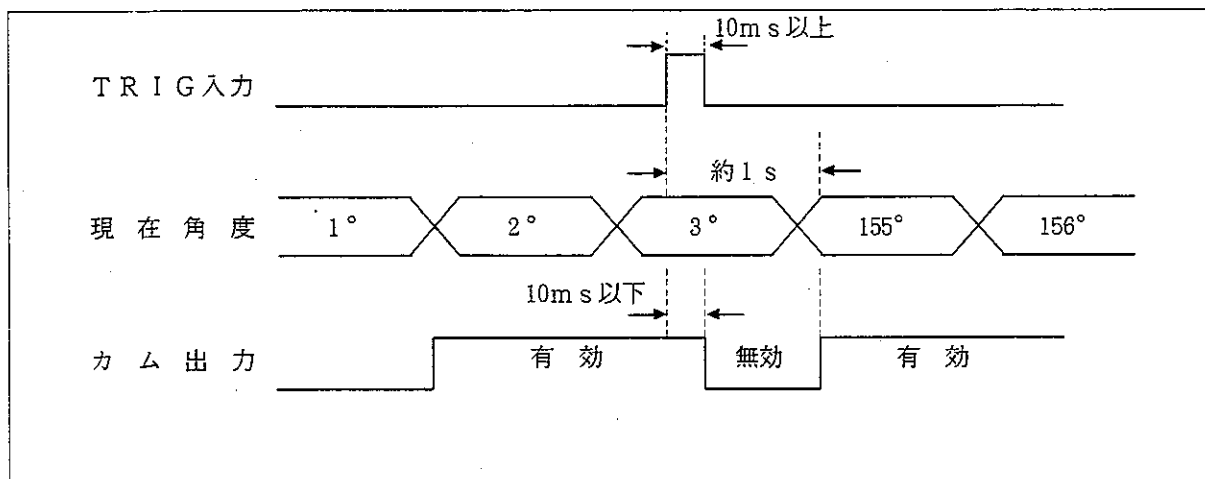 10ms以上
TRIG入力
約1s
現在角度
1°
2°
3°
155°
156°
10ms以下
カム出力
有効
無効
有効